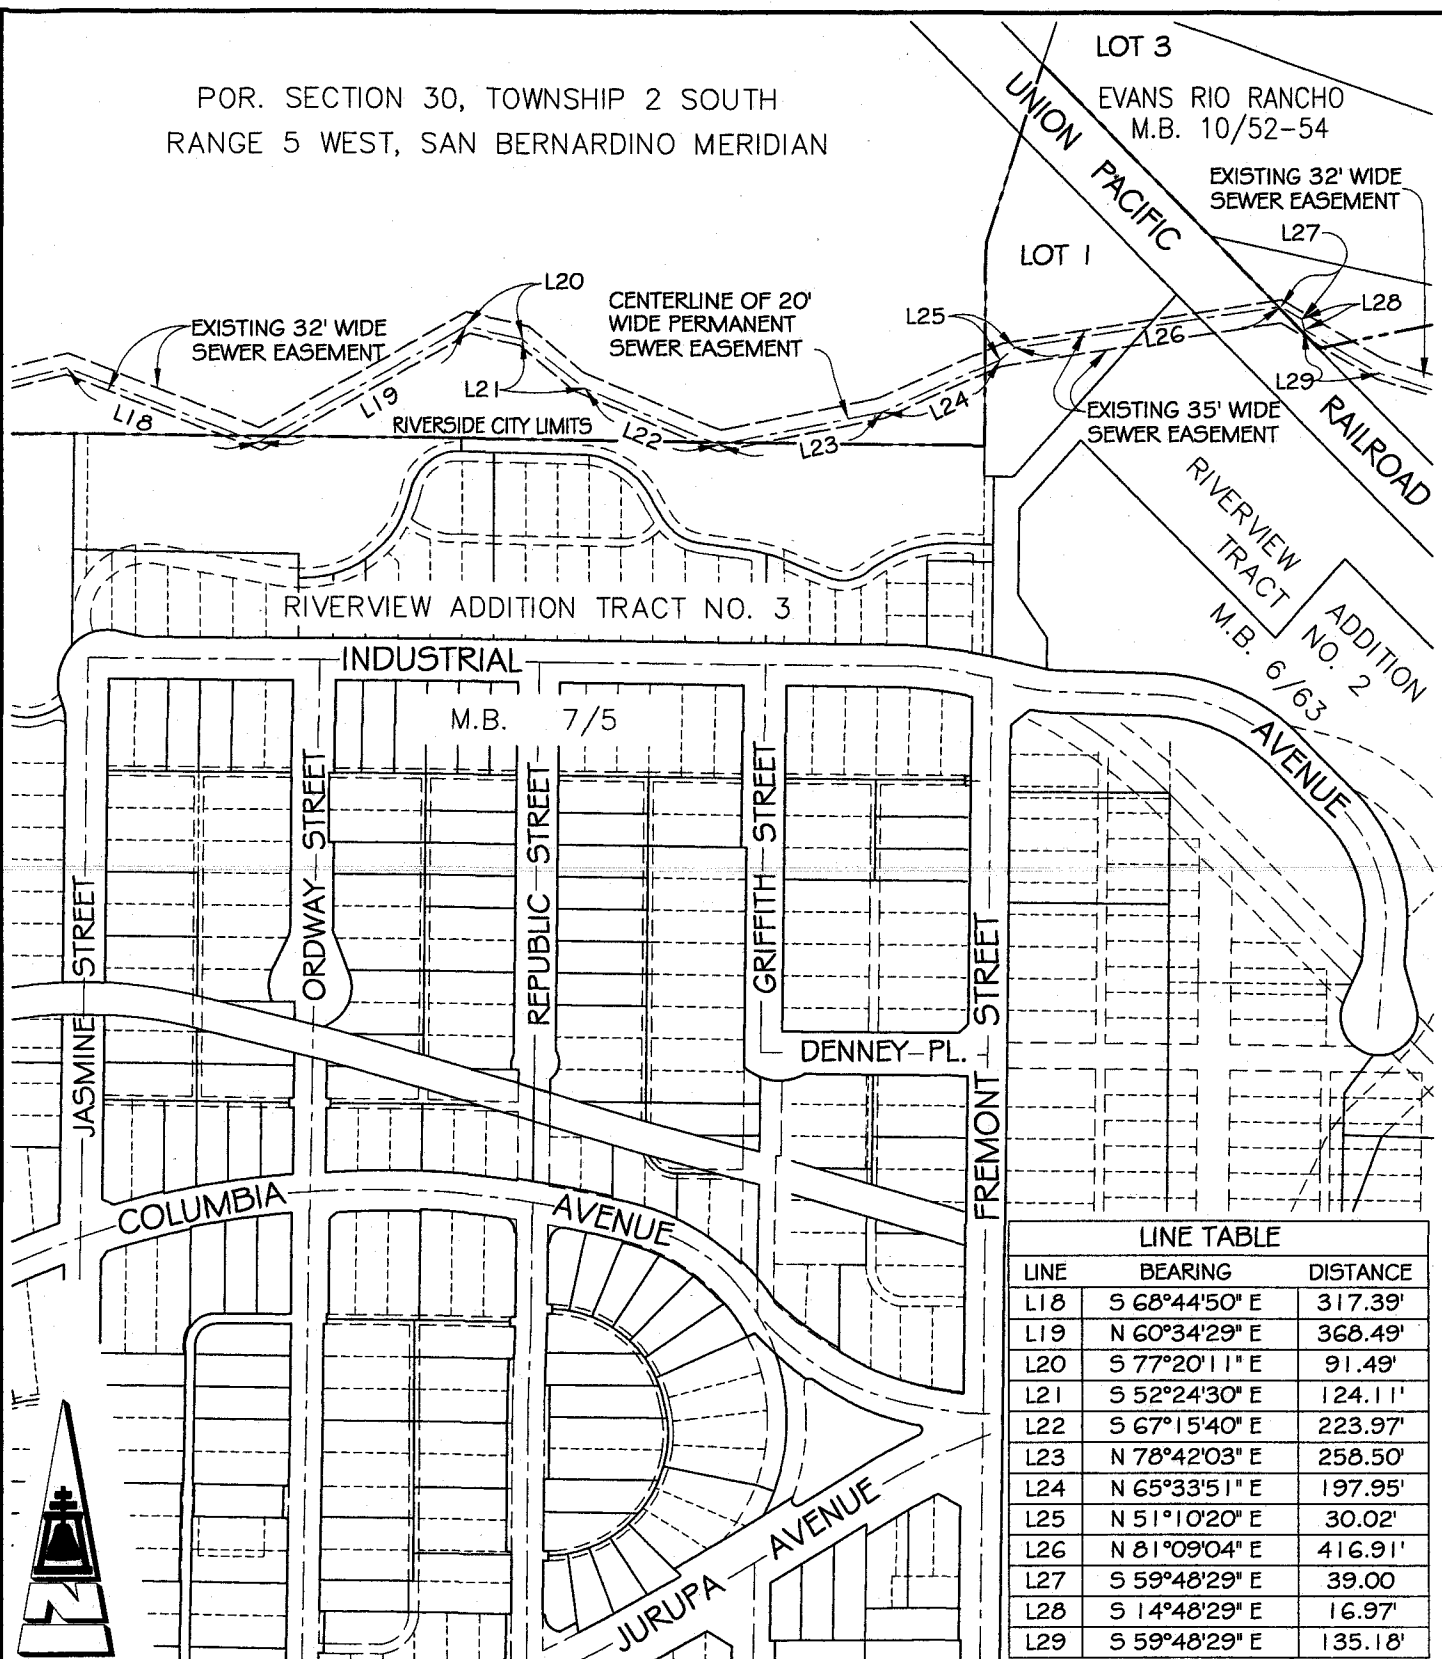 LOT 3
POR. SECTION 30, TOWNSHIP 2 SOUTH
RANGE 5 WEST, SAN BERNARDINO MERIDIAN
EVANS RIO RANCHO
M.B. 10/52-54
UNION PACIFIC RAILROAD
EXISTING 32' WIDE
SEWER EASEMENT
L27
LOT 1
L20
CENTERLINE OF 20'
WIDE PERMANENT
SEWER EASEMENT
L25
L28
EXISTING 32' WIDE
SEWER EASEMENT
L26
L18
L19
L21
L24
L29
EXISTING 35' WIDE
SEWER EASEMENT
RIVERSIDE CITY LIMITS
L22
L23
RIVERVIEW
TRACT
ADDITION
NO. 2
M.B. 6/63
RIVERVIEW ADDITION TRACT NO. 3
INDUSTRIAL
AVENUE
M.B. 7/5
JASMINE STREET
ORDWAY STREET
REPUBLIC STREET
GRIFFITH STREET
FREMONT STREET
DENNEY PL.
COLUMBIA
AVENUE
JURUPA AVENUE
LINE TABLE
LINE BEARING DISTANCE
L18 S 68°44'50" E 317.39'
L19 N 60°34'29" E 368.49'
L20 S 77°20'11" E 91.49'
L21 S 52°24'30" E 124.11'
L22 S 67°15'40" E 223.97'
L23 N 78°42'03" E 258.50'
L24 N 65°33'51" E 197.95'
L25 N 51°10'20" E 30.02'
L26 N 81°09'04" E 416.91'
L27 S 59°48'29" E 39.00
L28 S 14°48'29" E 16.97'
L29 S 59°48'29" E 135.18'
N